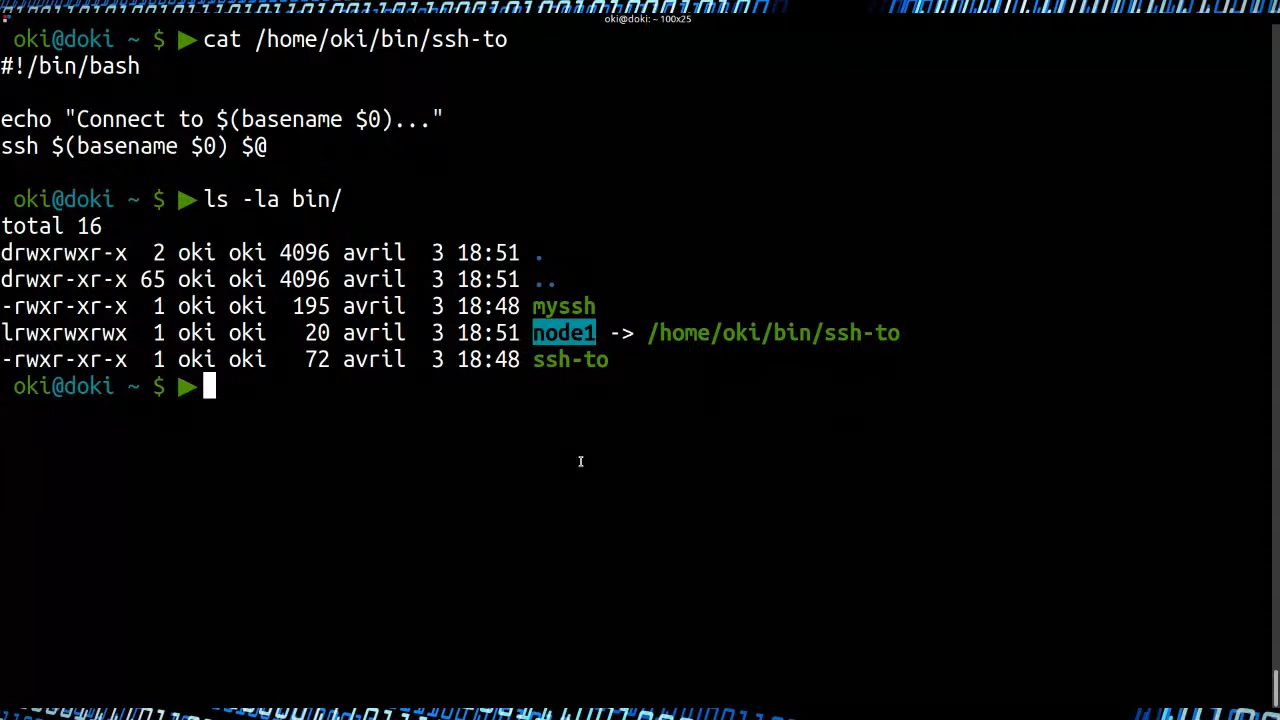 oki@doki: ~ 100x25
oki@doki ~ $ ▶cat /home/oki/bin/ssh-to
#!/bin/bash
echo "Connect to $(basename $0)..."
ssh $(basename $0) $@
oki@doki ~ $ ▶ls -la bin/
total 16
drwxrwxr-x  2 oki oki 4096 avril  3 18:51 .
drwxr-xr-x 65 oki oki 4096 avril  3 18:51 ..
-rwxr-xr-x  1 oki oki  195 avril  3 18:48 myssh
lrwxrwxrwx  1 oki oki   20 avril  3 18:51 node1 -> /home/oki/bin/ssh-to
-rwxr-xr-x  1 oki oki   72 avril  3 18:48 ssh-to
oki@doki ~ $ ▶